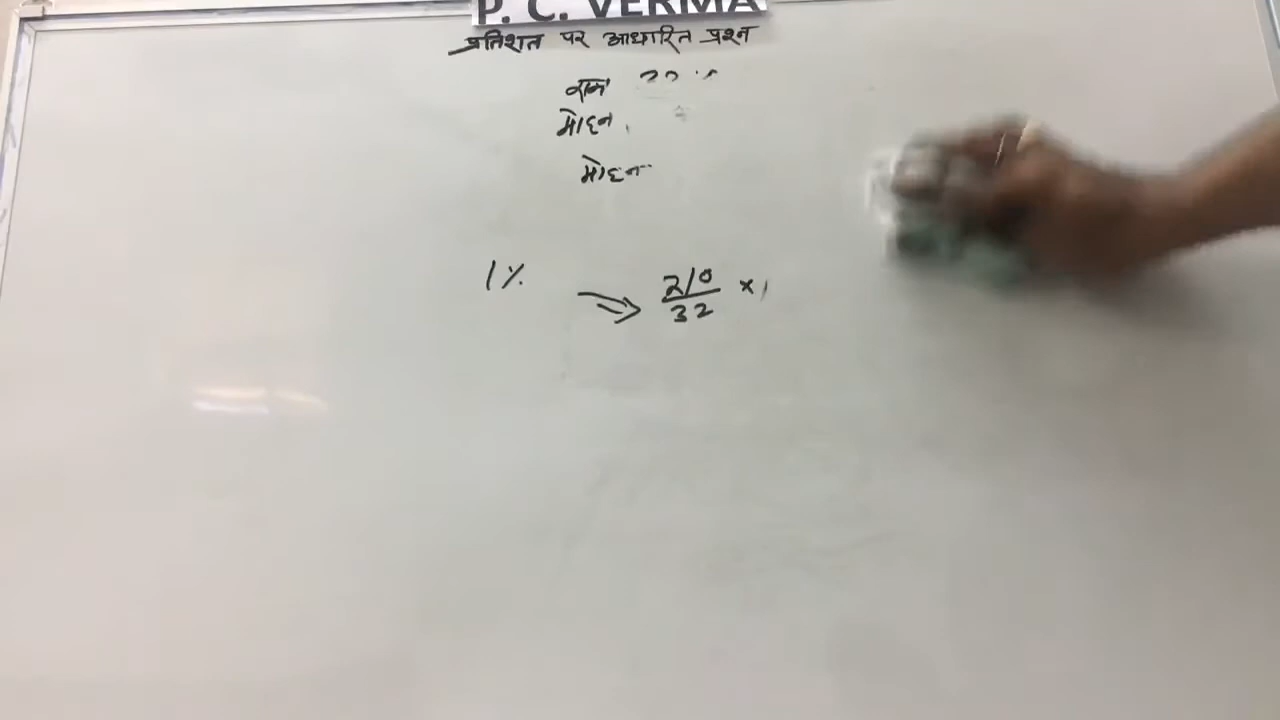 P. C. VERMA
प्रतिशत पर आधारित प्रश्न
राम
मोहन
मोहन
1%
210
32 ×